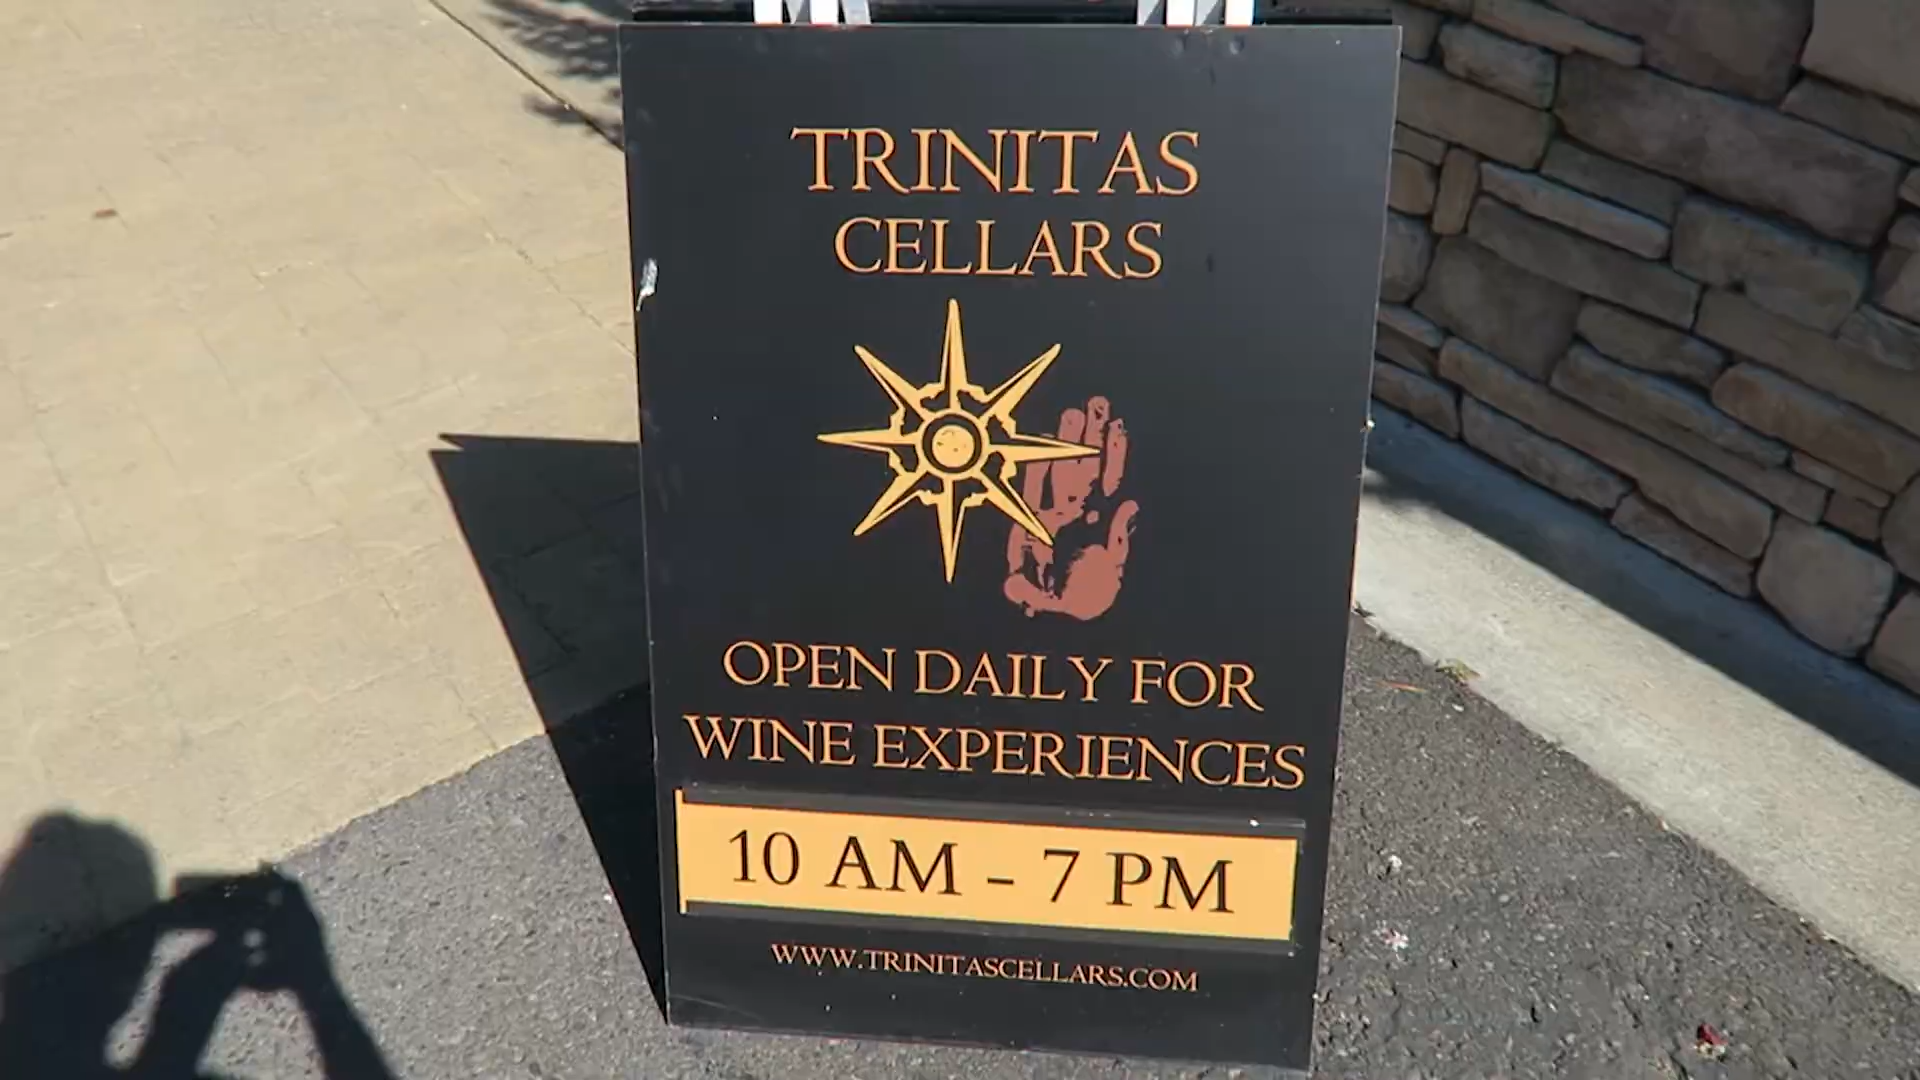 TRINITAS
CELLARS
OPEN DAILY FOR
WINE EXPERIENCES
10 AM - 7 PM
WWW.TRINITASCELLARS.COM